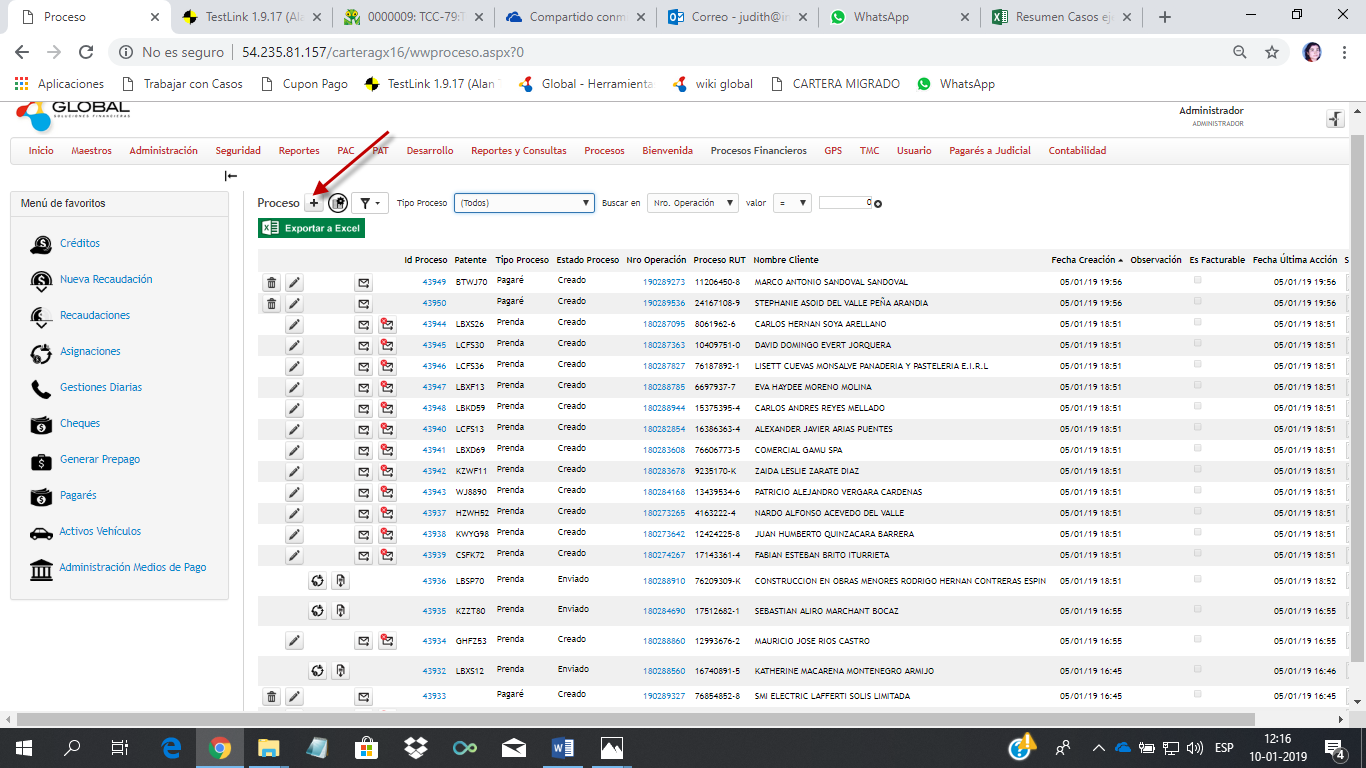 Proceso
TestLink 1.9.17 (Ala
0000009: TCC-79:T
Compartido conm
Correo - judith@in
WhatsApp
Resumen Casos eje
No es seguro | 54.235.81.157/carteragx16/wwproceso.aspx?0
Aplicaciones Trabajar con Casos Cupon Pago TestLink 1.9.17 (Alan Global - Herramienta wiki global CARTERA MIGRADO WhatsApp
GLOBAL
SOLUCIONES FINANCIERAS
Administrador
ADMINISTRADOR
Inicio Maestros Administración Seguridad Reportes PAC PAT Desarrollo Reportes y Consultas Procesos Bienvenida Procesos Financieros GPS TMC Usuario Pagarés a Judicial Contabilidad
Menú de favoritos
Créditos
Nueva Recaudación
Recaudaciones
Asignaciones
Gestiones Diarias
Cheques
Generar Prepago
Pagarés
Activos Vehículos
Administración Medios de Pago
Proceso Tipo Proceso (Todos) Buscar en Nro. Operación valor = 0
Exportar a Excel
Id Proceso Patente Tipo Proceso Estado Proceso Nro Operación Proceso RUT Nombre Cliente Fecha Creación Observación Es Facturable Fecha Última Acción S
43949 BTWJ70 Pagaré Creado 190289273 11206450-8 MARCO ANTONIO SANDOVAL SANDOVAL 05/01/19 19:56 05/01/19 19:56
43950 Pagaré Creado 190289536 24167108-9 STEPHANIE ASOID DEL VALLE PEÑA ARANDIA 05/01/19 19:56 05/01/19 19:56
43944 LBXS26 Prenda Creado 180287095 8061962-6 CARLOS HERNAN SOYA ARELLANO 05/01/19 18:51 05/01/19 18:51
43945 LCFS30 Prenda Creado 180287363 10409751-0 DAVID DOMINGO EVERT JORQUERA 05/01/19 18:51 05/01/19 18:51
43946 LCFS36 Prenda Creado 180287827 76187892-1 LISETT CUEVAS MONSALVE PANADERIA Y PASTELERIA E.I.R.L 05/01/19 18:51 05/01/19 18:51
43947 LBXF13 Prenda Creado 180288785 6697937-7 EVA HAYDEE MORENO MOLINA 05/01/19 18:51 05/01/19 18:51
43948 LBKD59 Prenda Creado 180288944 15375395-4 CARLOS ANDRES REYES MELLADO 05/01/19 18:51 05/01/19 18:51
43940 LCFS13 Prenda Creado 180282854 16386363-4 ALEXANDER JAVIER ARIAS PUENTES 05/01/19 18:51 05/01/19 18:51
43941 LBXD69 Prenda Creado 180283608 76606773-5 COMERCIAL GAMU SPA 05/01/19 18:51 05/01/19 18:51
43942 KZWF11 Prenda Creado 180283678 9235170-K ZAIDA LESLIE ZARATE DIAZ 05/01/19 18:51 05/01/19 18:51
43943 WJ8890 Prenda Creado 180284168 13439534-6 PATRICIO ALEJANDRO VERGARA CARDENAS 05/01/19 18:51 05/01/19 18:51
43937 HZWH52 Prenda Creado 180273265 4163222-4 NARDO ALFONSO ACEVEDO DEL VALLE 05/01/19 18:51 05/01/19 18:51
43938 KWYG98 Prenda Creado 180273642 12424225-8 JUAN HUMBERTO QUINZACARA BARRERA 05/01/19 18:51 05/01/19 18:51
43939 CSFK72 Prenda Creado 180274267 17143361-4 FABIAN ESTEBAN BRITO ITURRIETA 05/01/19 18:51 05/01/19 18:51
43936 LBSP70 Prenda Enviado 180288910 76209309-K CONSTRUCCION EN OBRAS MENORES RODRIGO HERNAN CONTRERAS ESPIN 05/01/19 18:51 05/01/19 18:52
43935 KZZT80 Prenda Enviado 180284690 17512682-1 SEBASTIAN ALIRO MARCHANT BOCAZ 05/01/19 16:55 05/01/19 16:55
43934 GHFZ53 Prenda Creado 180288860 12993676-2 MAURICIO JOSE RIOS CASTRO 05/01/19 16:55 05/01/19 16:55
43932 LBXS12 Prenda Enviado 180288560 16740891-5 KATHERINE MACARENA MONTENEGRO ARMIJO 05/01/19 16:45 05/01/19 16:46
43933 Pagaré Creado 190289327 76854852-8 SMI ELECTRIC LAFFERTI SOLIS LIMITADA 05/01/19 16:45 05/01/19 16:45
ESP
12:16
10-01-2019
4